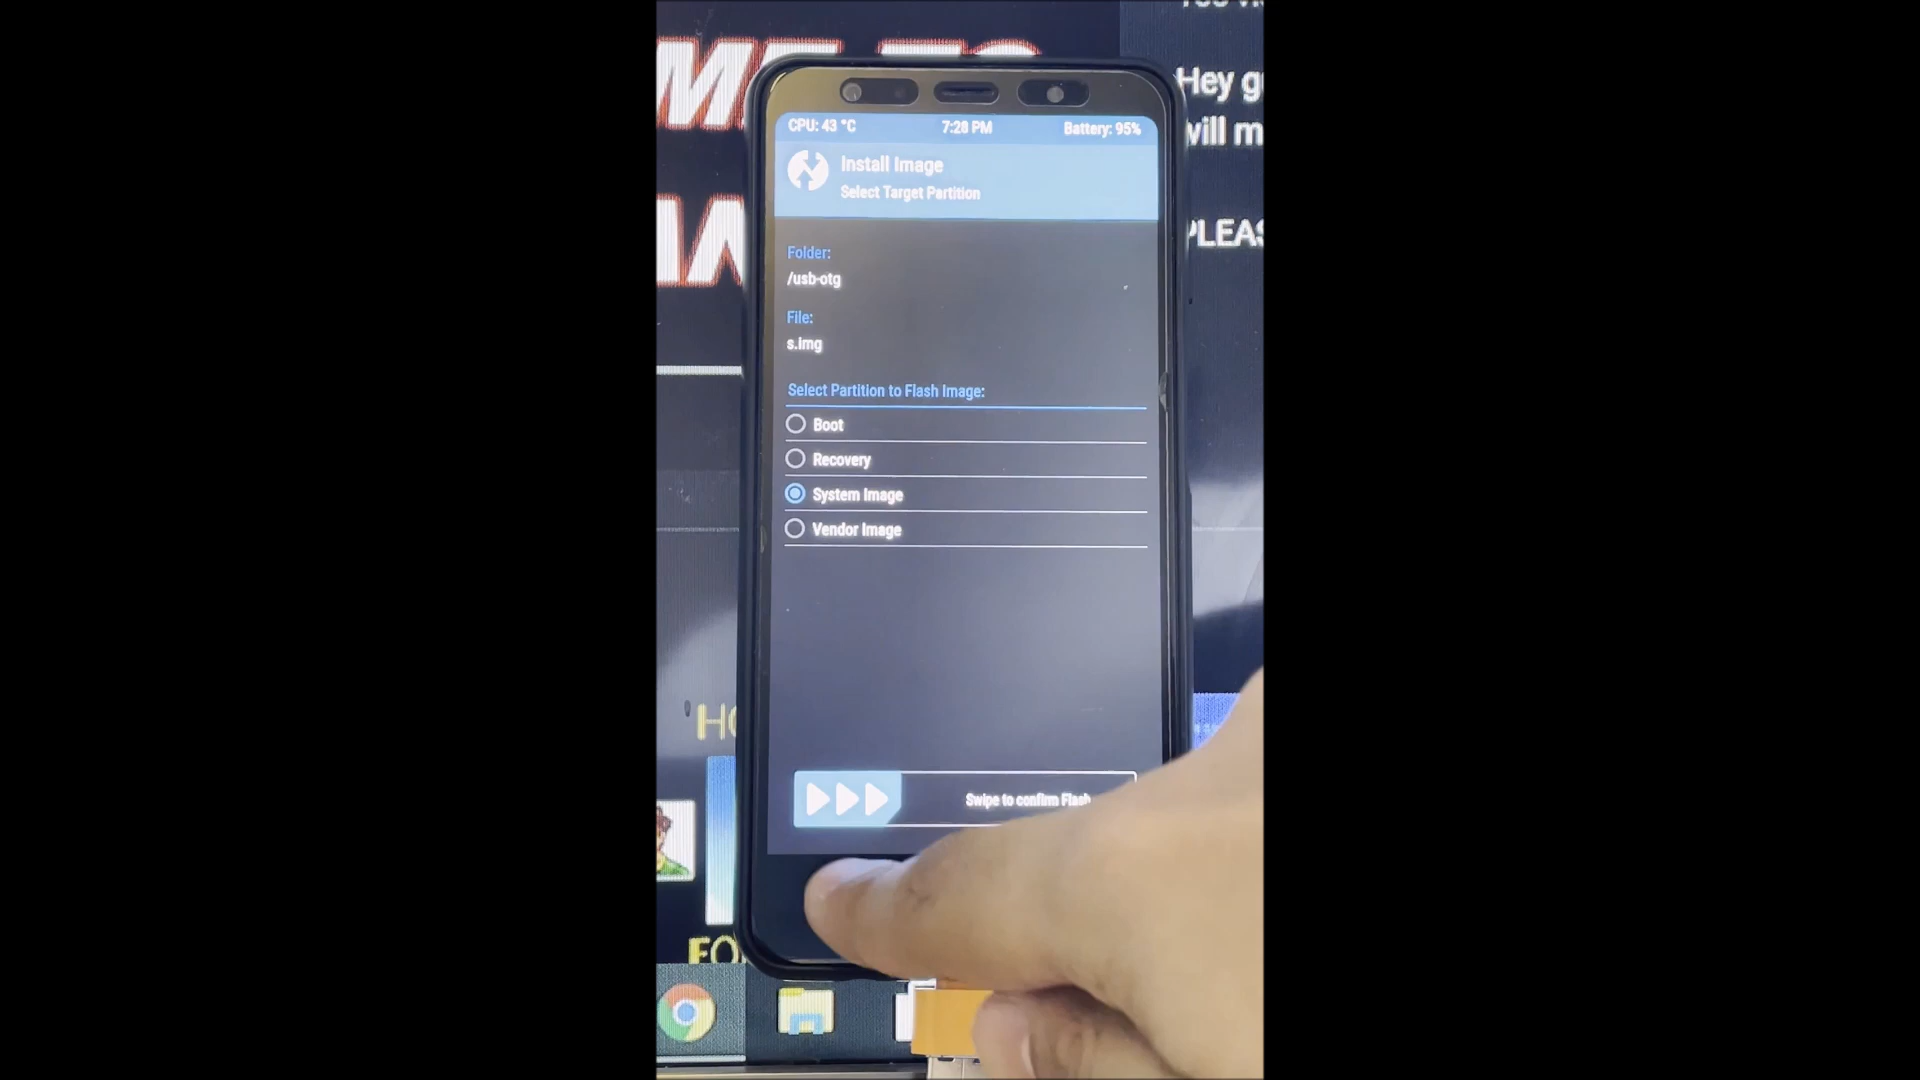 Hey g
will m
PLEAS
CPU: 43 °C 7:28 PM Battery: 95%
Install Image
Select Target Partition
Folder:
/usb-otg
File:
s.img
Select Partition to Flash Image:
Boot
Recovery
System Image
Vendor Image
Swipe to confirm Flash